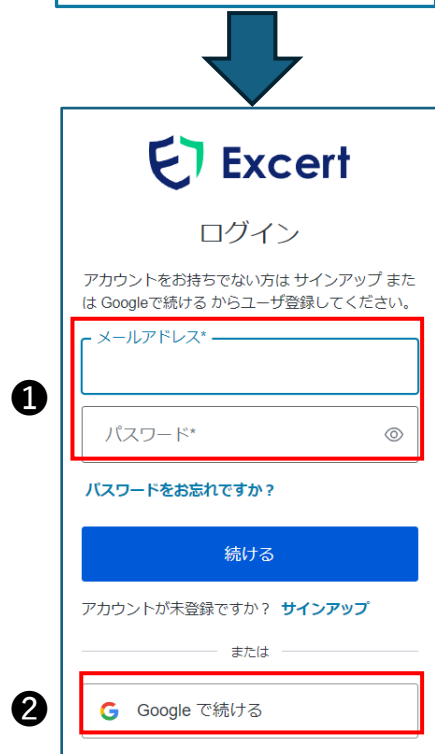 Excert
ログイン
アカウントをお持ちでない方は サインアップ また
は Googleで続ける からユーザ登録してください。
メールアドレス*
❶
パスワード*
パスワードをお忘れですか？
続ける
アカウントが未登録ですか？ サインアップ
または
❷
Google で続ける